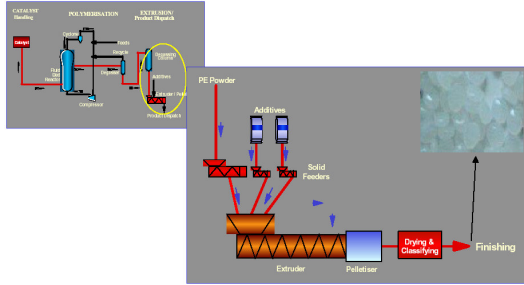 CATALYST
Handling
POLYMERISATION
EXTRUSION/
Product Dispatch
Catalyst
Cyclone
Feeds
Recycle
Fluid
Bed
Reactor
Degasser
Compressor
Additives
Product Dispatch
PE Powder
Additives
Solid
Feeders
Extruder
Pelletiser
Drying &
Classifying
Finishing